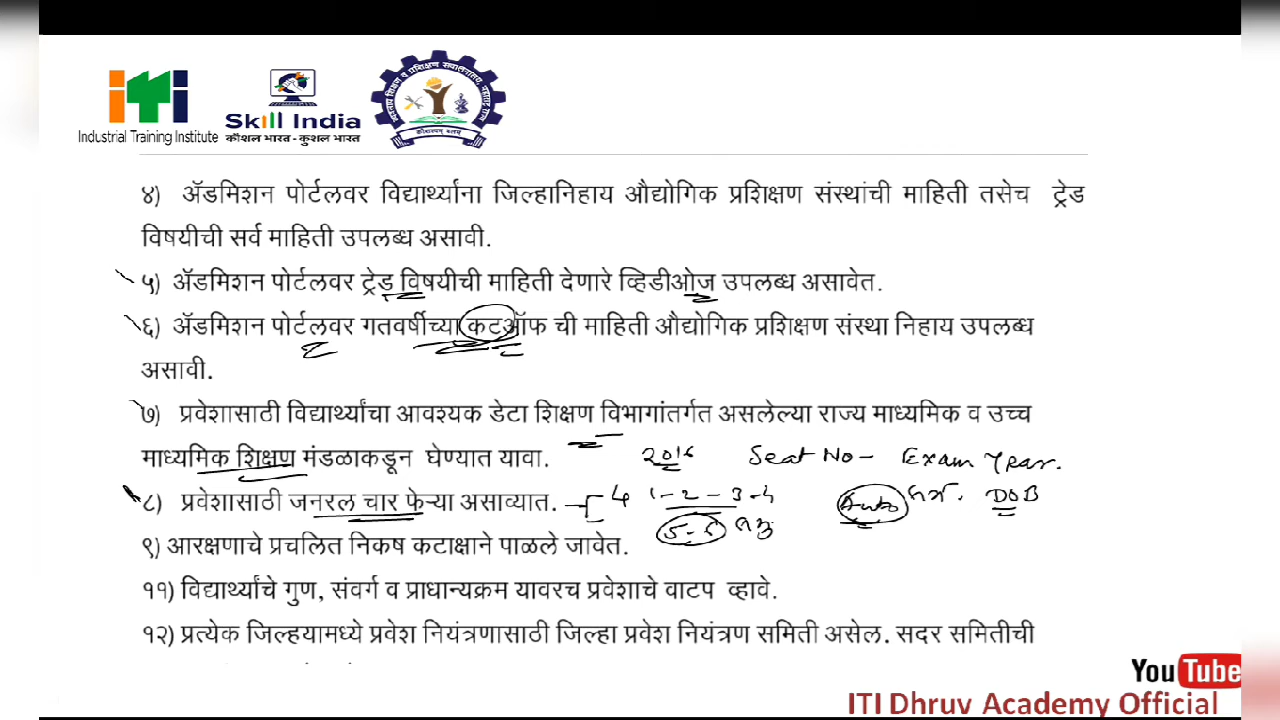 iTi
Industrial Training Institute
Skill India
कौशल भारत - कुशल भारत
४) ॲडमिशन पोर्टलवर विद्यार्थ्यांना जिल्हानिहाय औद्योगिक प्रशिक्षण संस्थांची माहिती तसेच ट्रेड
विषयीची सर्व माहिती उपलब्ध असावी.
५) ॲडमिशन पोर्टलवर ट्रेड विषयीची माहिती देणारे व्हिडीओज उपलब्ध असावेत.
६) ॲडमिशन पोर्टलवर गतवर्षीच्या कटऑफ ची माहिती औद्योगिक प्रशिक्षण संस्था निहाय उपलब्ध
असावी.
७) प्रवेशासाठी विद्यार्थ्यांचा आवश्यक डेटा शिक्षण विभागांतर्गत असलेल्या राज्य माध्यमिक व उच्च
माध्यमिक शिक्षण मंडळाकडून घेण्यात यावा. 2016 Seat No - Exam Year.
८) प्रवेशासाठी जनरल चार फेऱ्या असाव्यात. 4 1-2-3-4 Auto DOB
९) आरक्षणाचे प्रचलित निकष कटाक्षाने पाळले जावेत.
११) विद्यार्थ्यांचे गुण, संवर्ग व प्राधान्यक्रम यावरच प्रवेशाचे वाटप व्हावे.
१२) प्रत्येक जिल्हयामध्ये प्रवेश नियंत्रणासाठी जिल्हा प्रवेश नियंत्रण समिती असेल. सदर समितीची
YouTube
ITI Dhruv Academy Official